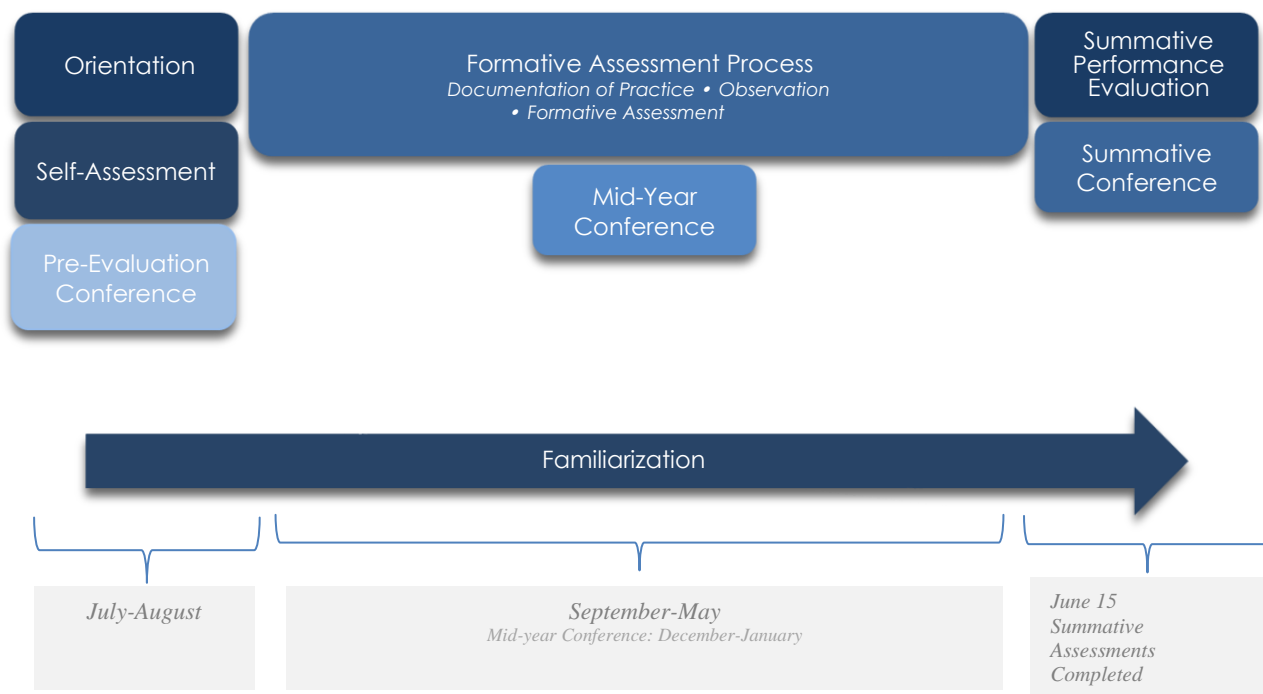 Orientation
Self-Assessment
Pre-Evaluation
Conference
Formative Assessment Process
Documentation of Practice • Observation
• Formative Assessment
Mid-Year
Conference
Summative
Performance
Evaluation
Summative
Conference
Familiarization
July-August
September-May
Mid-year Conference: December-January
June 15
Summative
Assessments
Completed